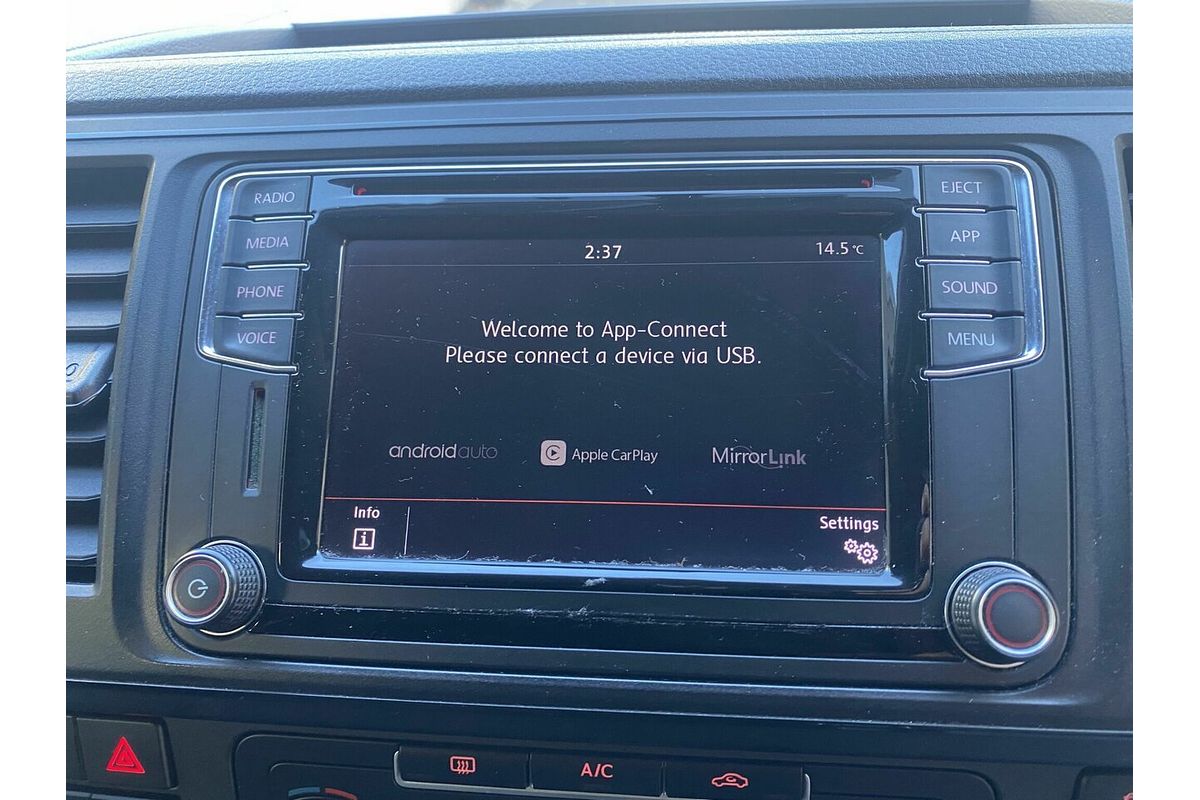 RADIO
MEDIA
PHONE
VOICE
EJECT
APP
SOUND
MENU
2:37
14.5 °C
Welcome to App-Connect
Please connect a device via USB.
androidauto
Apple CarPlay
MirrorLink
Info
i
Settings
A/C